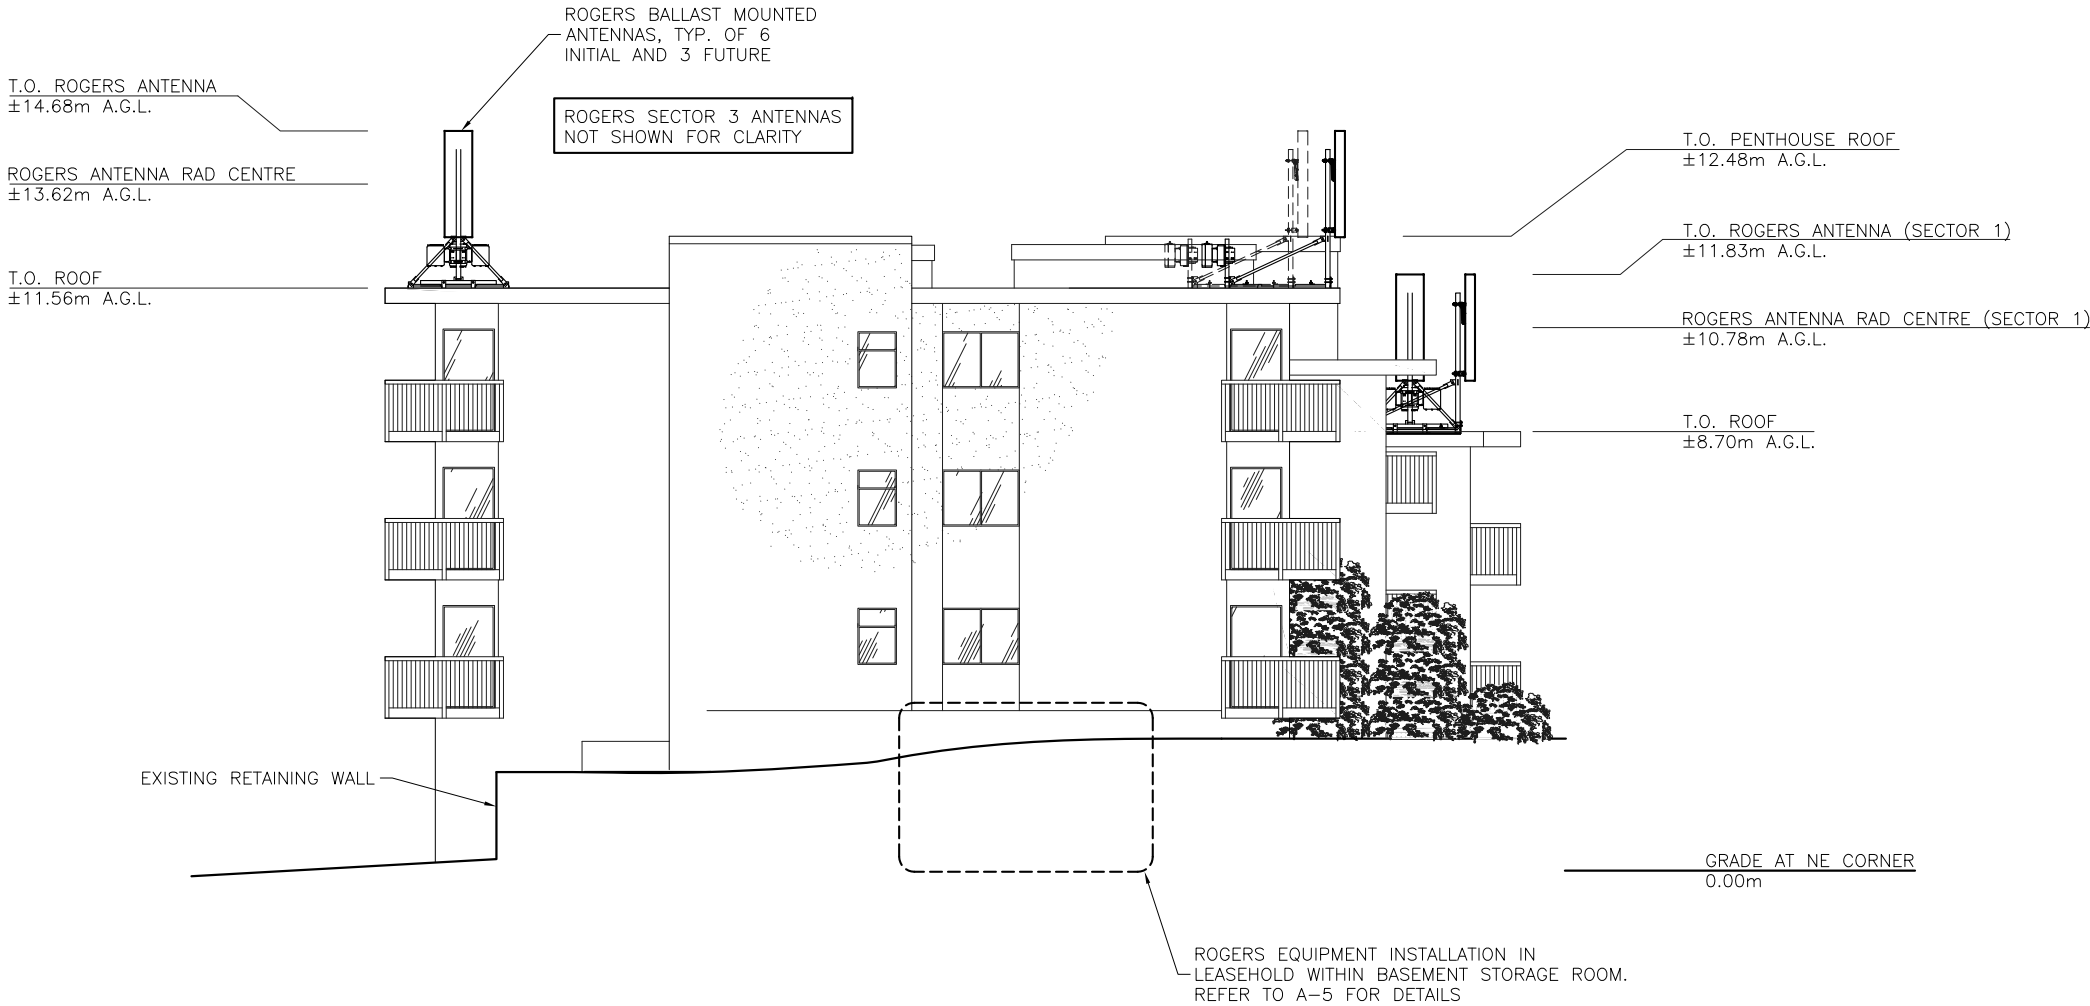 ROGERS BALLAST MOUNTED
ANTENNAS, TYP. OF 6
INITIAL AND 3 FUTURE
T.O. ROGERS ANTENNA
±14.68m A.G.L.
ROGERS SECTOR 3 ANTENNAS
NOT SHOWN FOR CLARITY
ROGERS ANTENNA RAD CENTRE
±13.62m A.G.L.
T.O. ROOF
±11.56m A.G.L.
T.O. PENTHOUSE ROOF
±12.48m A.G.L.
T.O. ROGERS ANTENNA (SECTOR 1)
±11.83m A.G.L.
ROGERS ANTENNA RAD CENTRE (SECTOR 1)
±10.78m A.G.L.
T.O. ROOF
±8.70m A.G.L.
EXISTING RETAINING WALL
GRADE AT NE CORNER
0.00m
ROGERS EQUIPMENT INSTALLATION IN
LEASEHOLD WITHIN BASEMENT STORAGE ROOM.
REFER TO A-5 FOR DETAILS